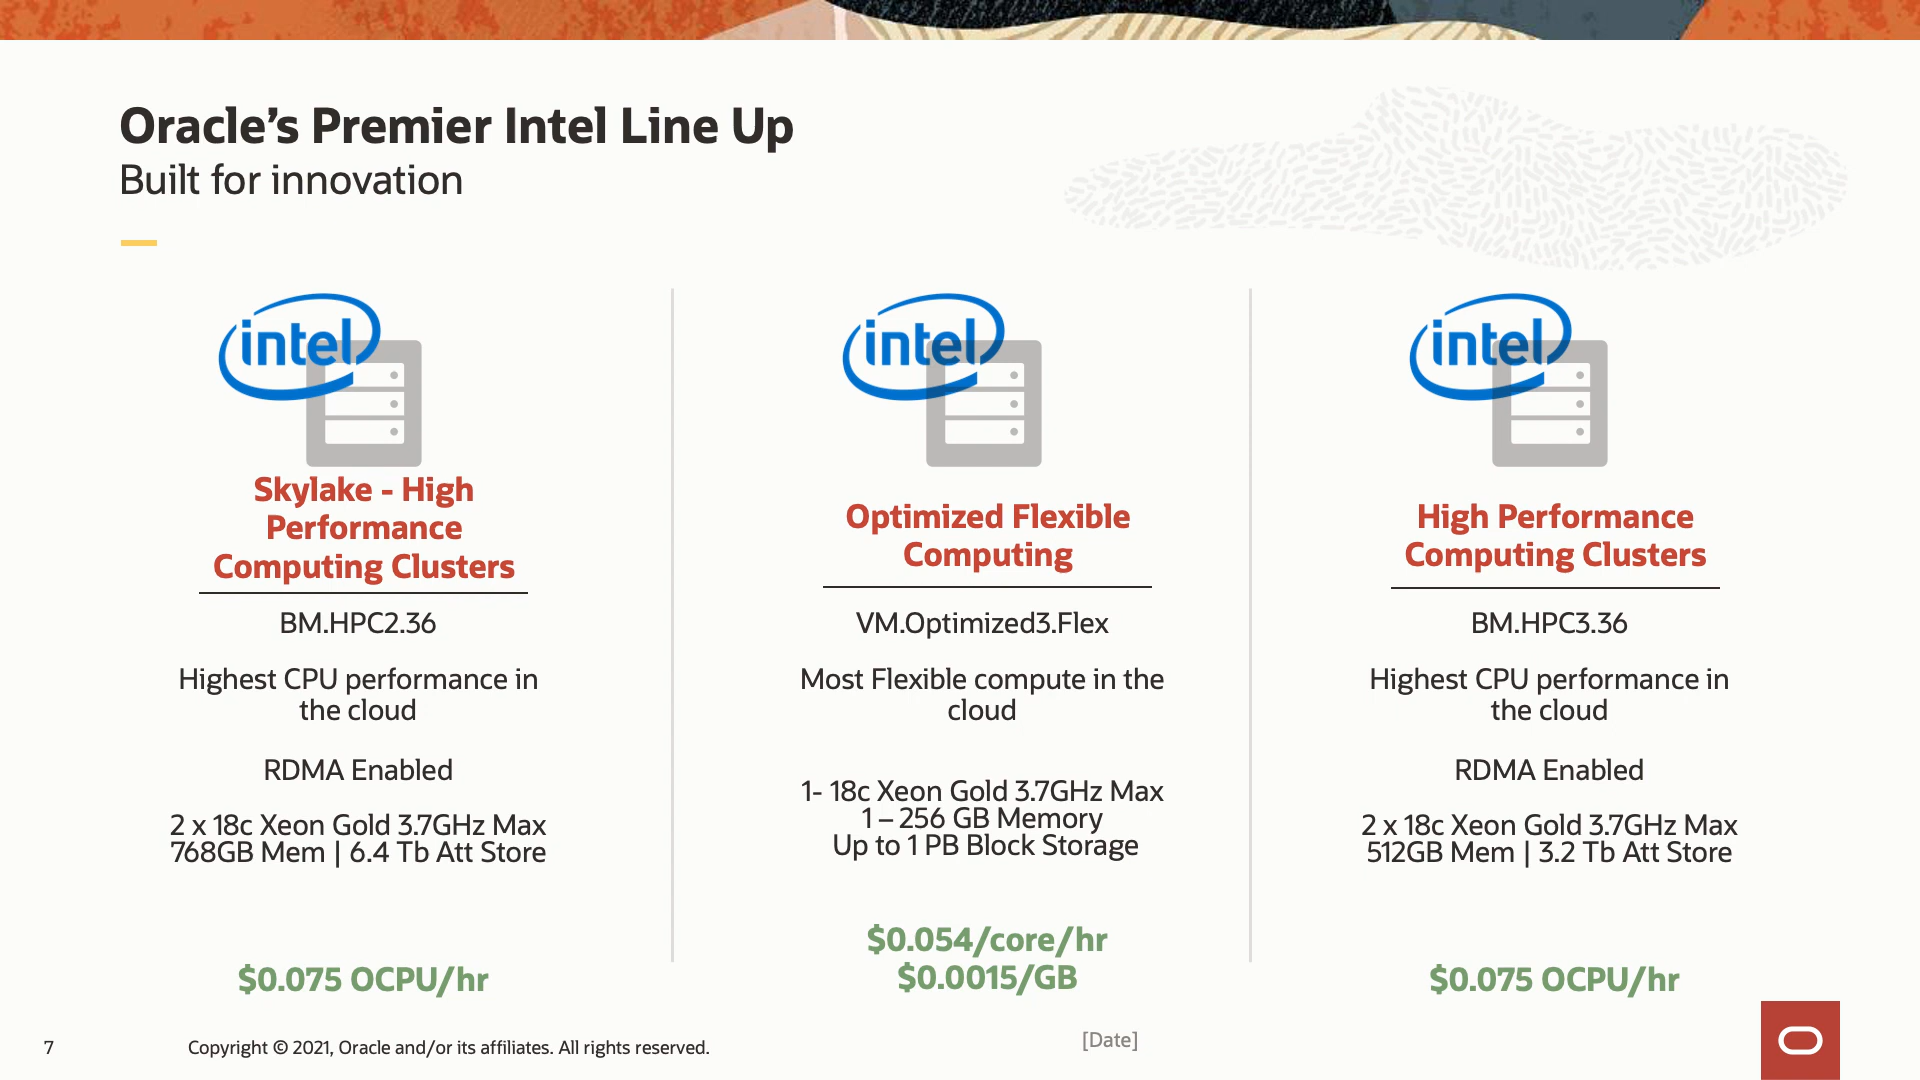 Oracle’s Premier Intel Line Up
Built for innovation
intel
Skylake - High
Performance
Computing Clusters
BM.HPC2.36
Highest CPU performance in
the cloud
RDMA Enabled
2 x 18c Xeon Gold 3.7GHz Max
768GB Mem | 6.4 Tb Att Store
$0.075 OCPU/hr
intel
Optimized Flexible
Computing
VM.Optimized3.Flex
Most Flexible compute in the
cloud
1- 18c Xeon Gold 3.7GHz Max
1 – 256 GB Memory
Up to 1 PB Block Storage
$0.054/core/hr
$0.0015/GB
intel
High Performance
Computing Clusters
BM.HPC3.36
Highest CPU performance in
the cloud
RDMA Enabled
2 x 18c Xeon Gold 3.7GHz Max
512GB Mem | 3.2 Tb Att Store
$0.075 OCPU/hr
7
Copyright © 2021, Oracle and/or its affiliates. All rights reserved.
[Date]